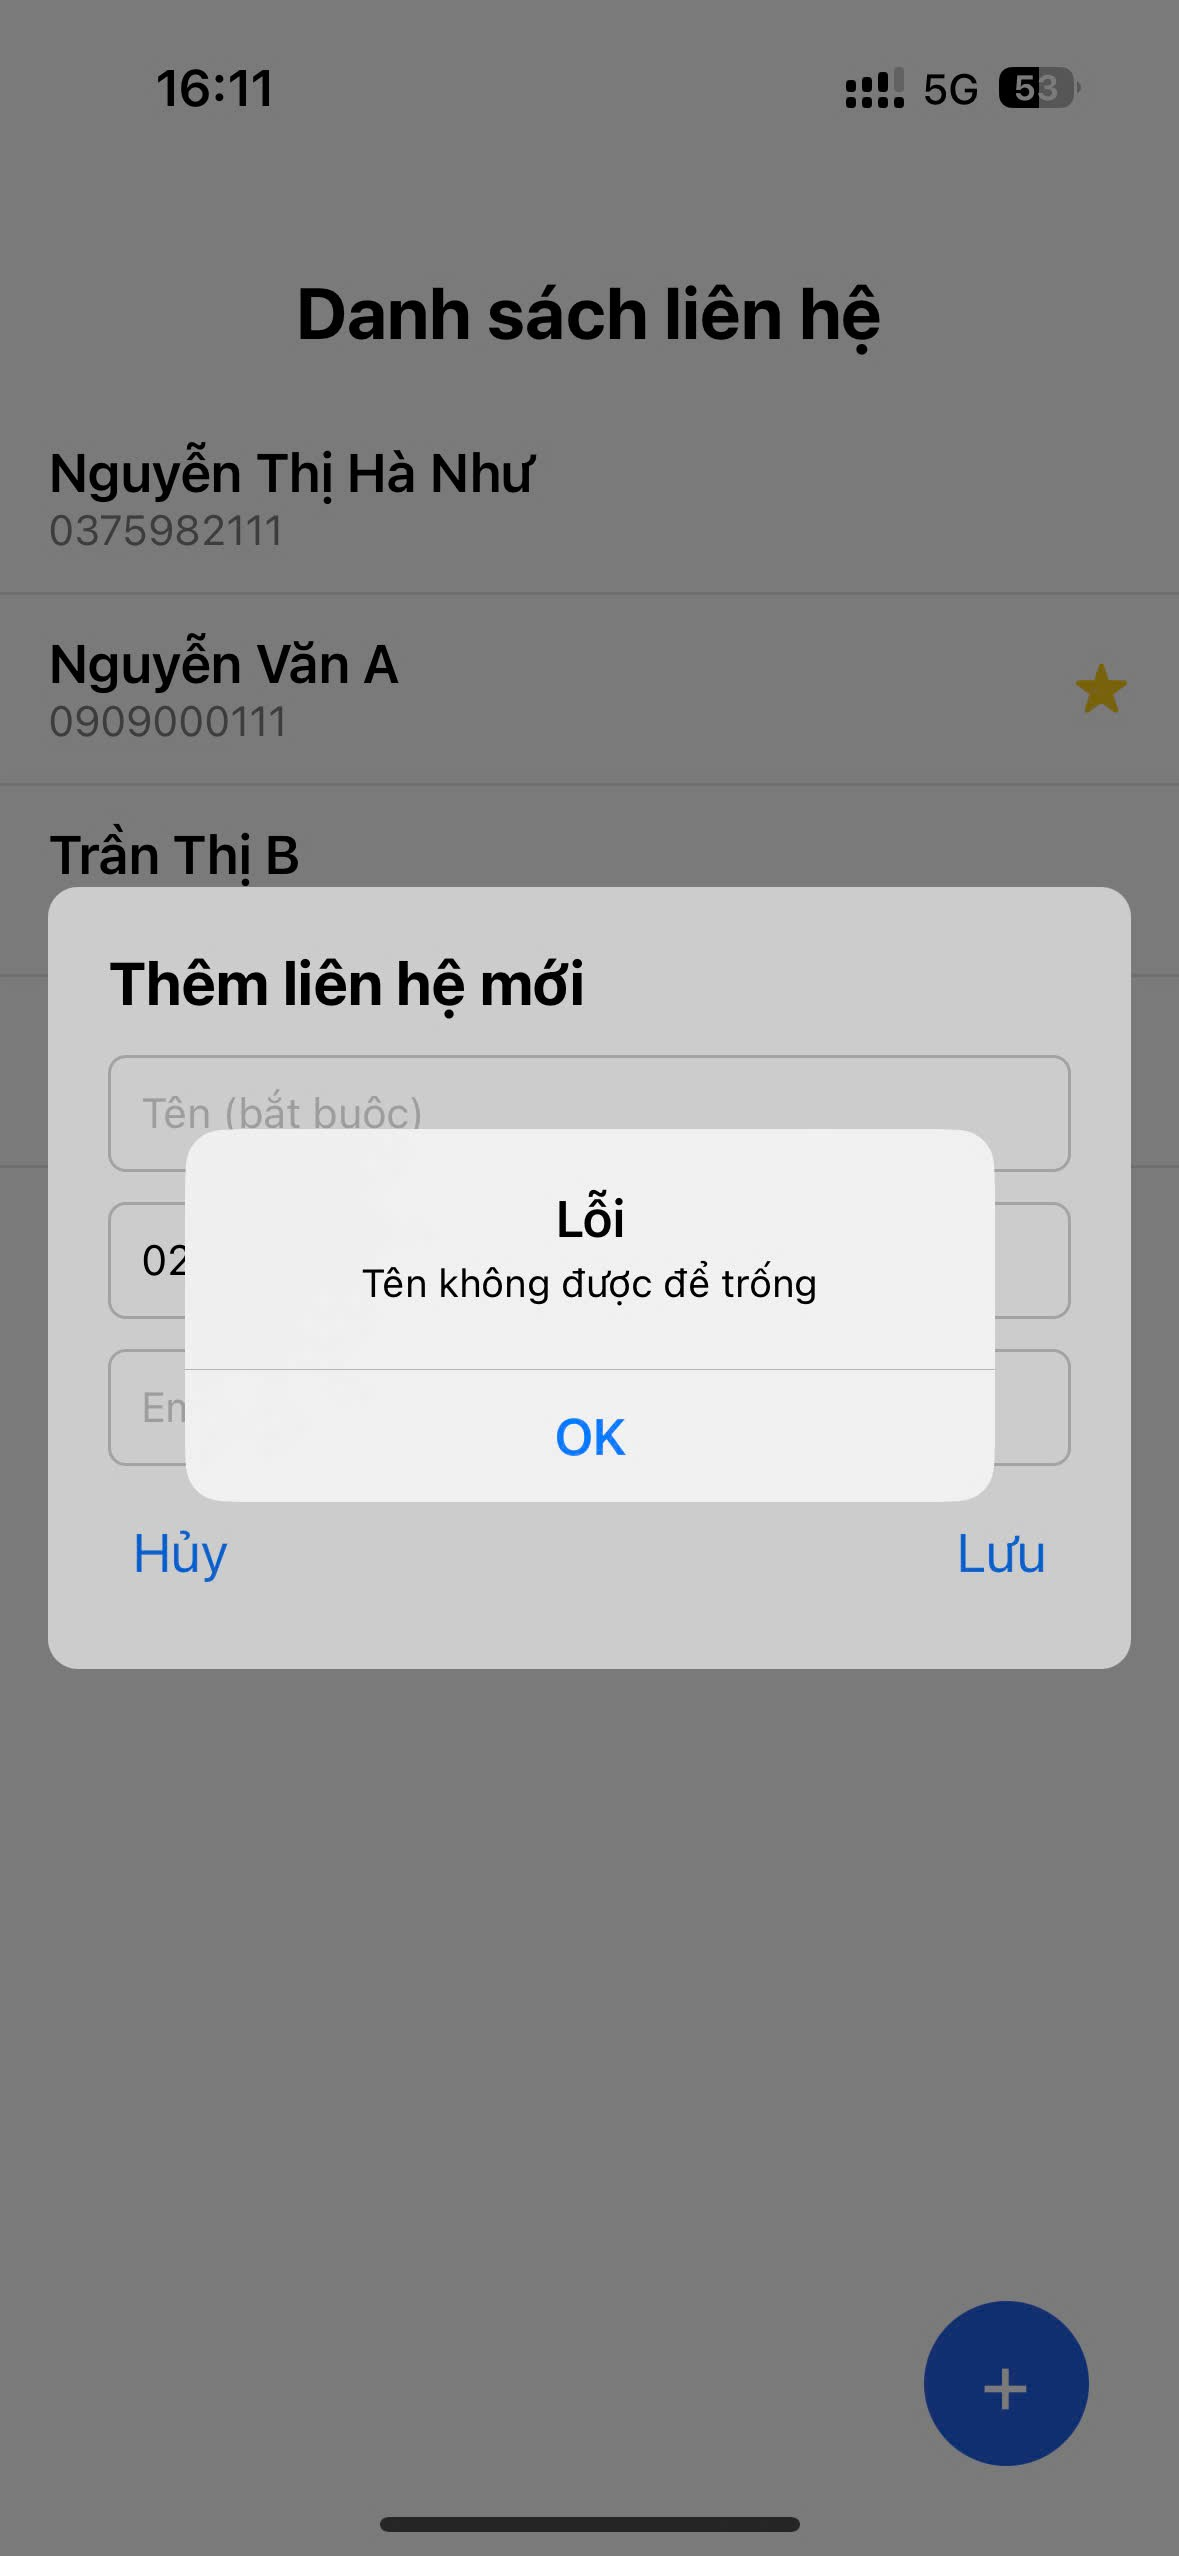 16:11
5G 53
Danh sách liên hệ
Nguyễn Thị Hà Như
0375982111
Nguyễn Văn A
0909000111
Trần Thị B
Thêm liên hệ mới
Tên (bắt buộc)
Lỗi
Tên không được để trống
OK
Hủy
Lưu
+